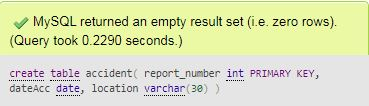 MySQL returned an empty result set (i.e. zero rows).
(Query took 0.2290 seconds.)
create table accident( report_number int PRIMARY KEY,
dateAcc date, location varchar(30) )